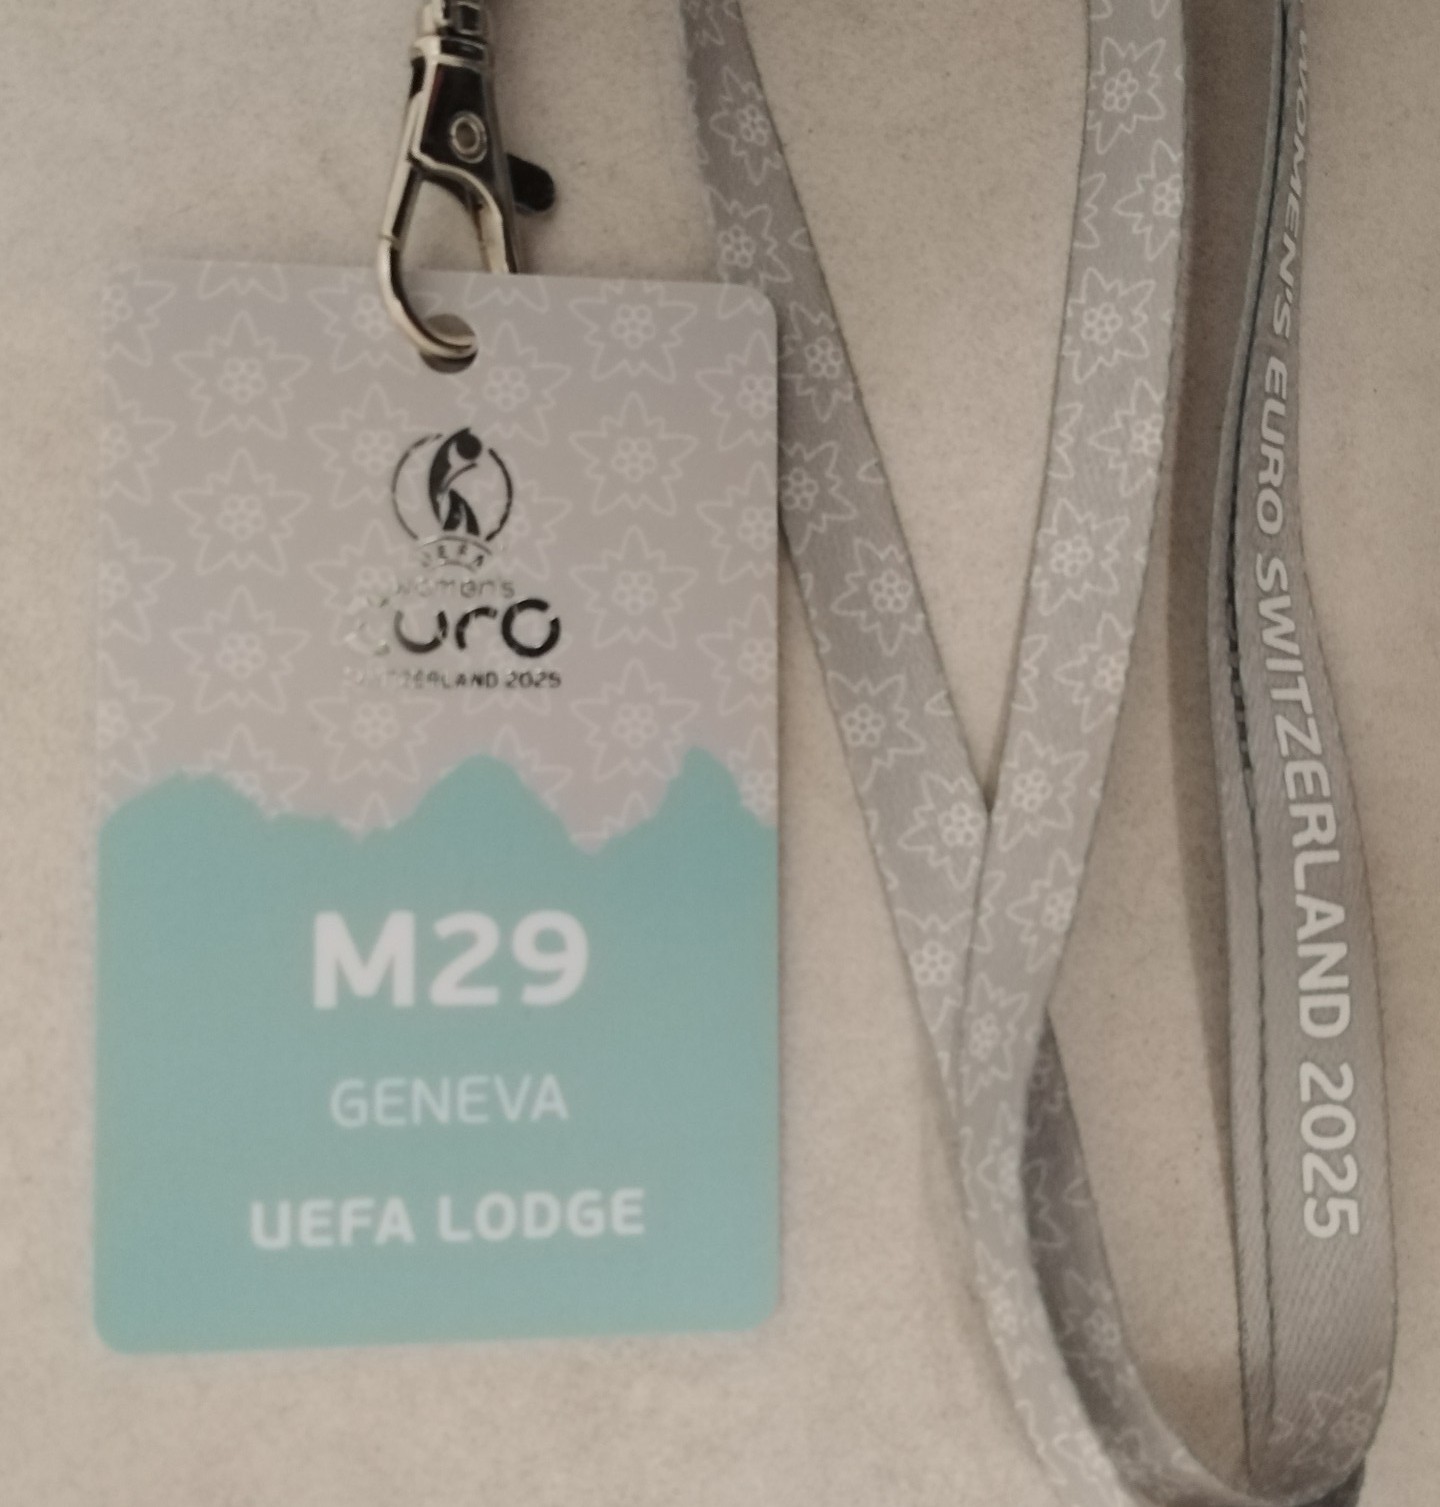 UEFA
women's
euro
SWITZERLAND 2025
M29
GENEVA
UEFA LODGE
WOMEN'S EURO SWITZERLAND 2025